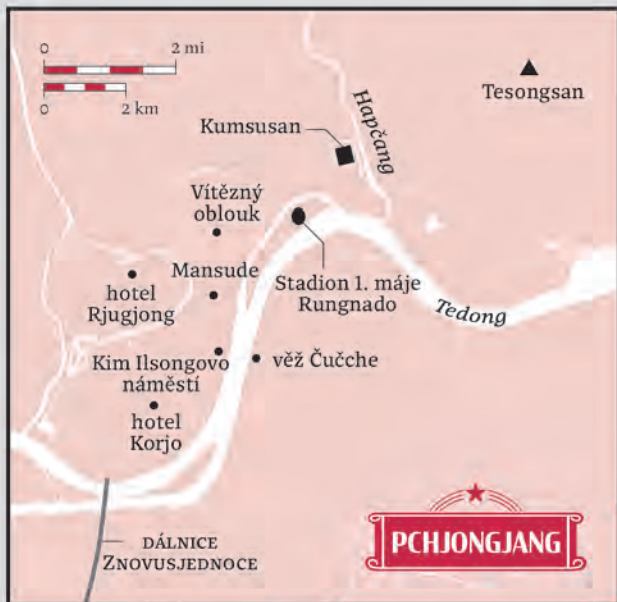 0 2 mi
0 2 km
Tesongsan
Hapčang
Kumsusan
Vítězný
oblouk
Mansude
hotel
Rjugjong
Stadion 1. máje
Rungnado
Tedong
Kim Ilsongovo
náměstí
věž Čučche
hotel
Korjo
DÁLNICE
ZNOVUSJEDNOCE
PCHJONGJANG